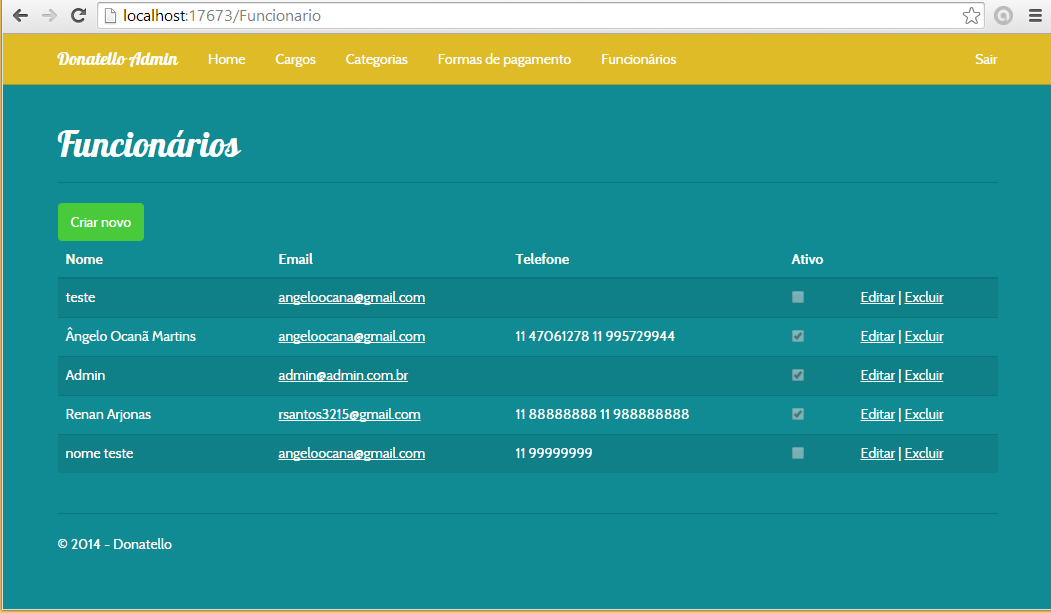 localhost:17673/Funcionario
Donatello Admin Home Cargos Categorias Formas de pagamento Funcionários Sair
Funcionários
Criar novo
Nome Email Telefone Ativo
teste angeloocana@gmail.com Editar | Excluir
Ângelo Ocanã Martins angeloocana@gmail.com 11 47061278 11 995729944 Editar | Excluir
Admin admin@admin.com.br Editar | Excluir
Renan Arjonas rsantos3215@gmail.com 11 88888888 11 988888888 Editar | Excluir
nome teste angeloocana@gmail.com 11 99999999 Editar | Excluir
© 2014 - Donatello